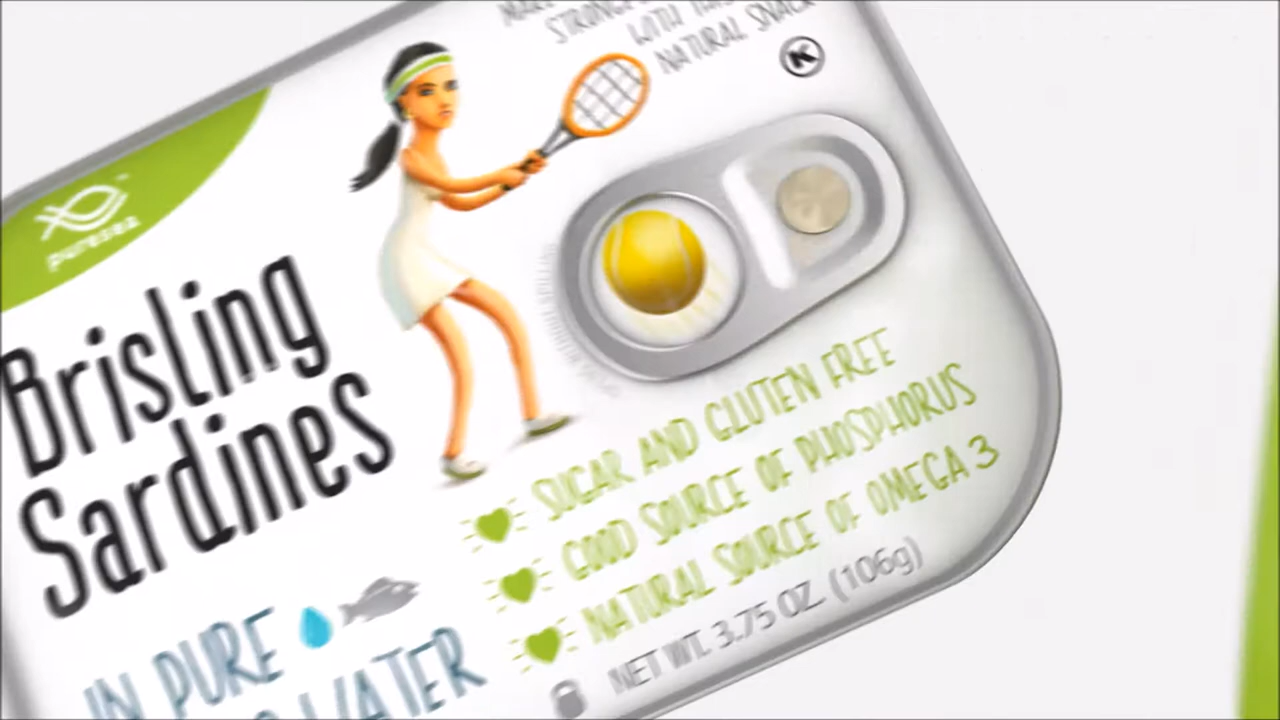 STRONG
WITH THIS
NATURAL SNACK
K
Brisling
Sardines
IN PURE
WATER
SUGAR AND GLUTEN FREE
GOOD SOURCE OF PHOSPHORUS
NATURAL SOURCE OF OMEGA 3
NET WT. 3.75 OZ. (106g)